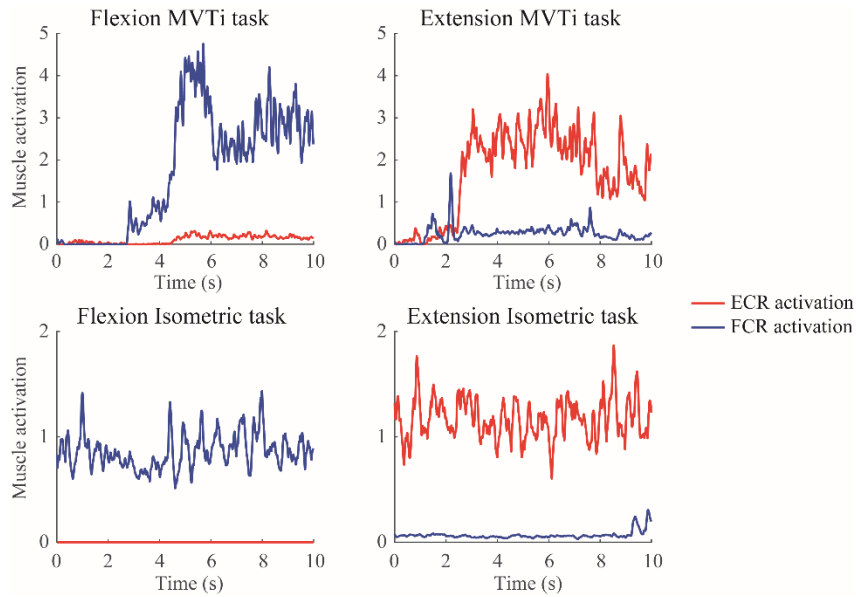 Flexion MVTi task
Extension MVTi task
Muscle activation
5
4
3
2
1
0
0 2 4 6 8 10
Time (s)
5
4
3
2
1
0
0 2 4 6 8 10
Time (s)
Flexion Isometric task
Extension Isometric task
ECR activation
FCR activation
Muscle activation
2
1
0
0 2 4 6 8 10
Time (s)
2
1
0
0 2 4 6 8 10
Time (s)